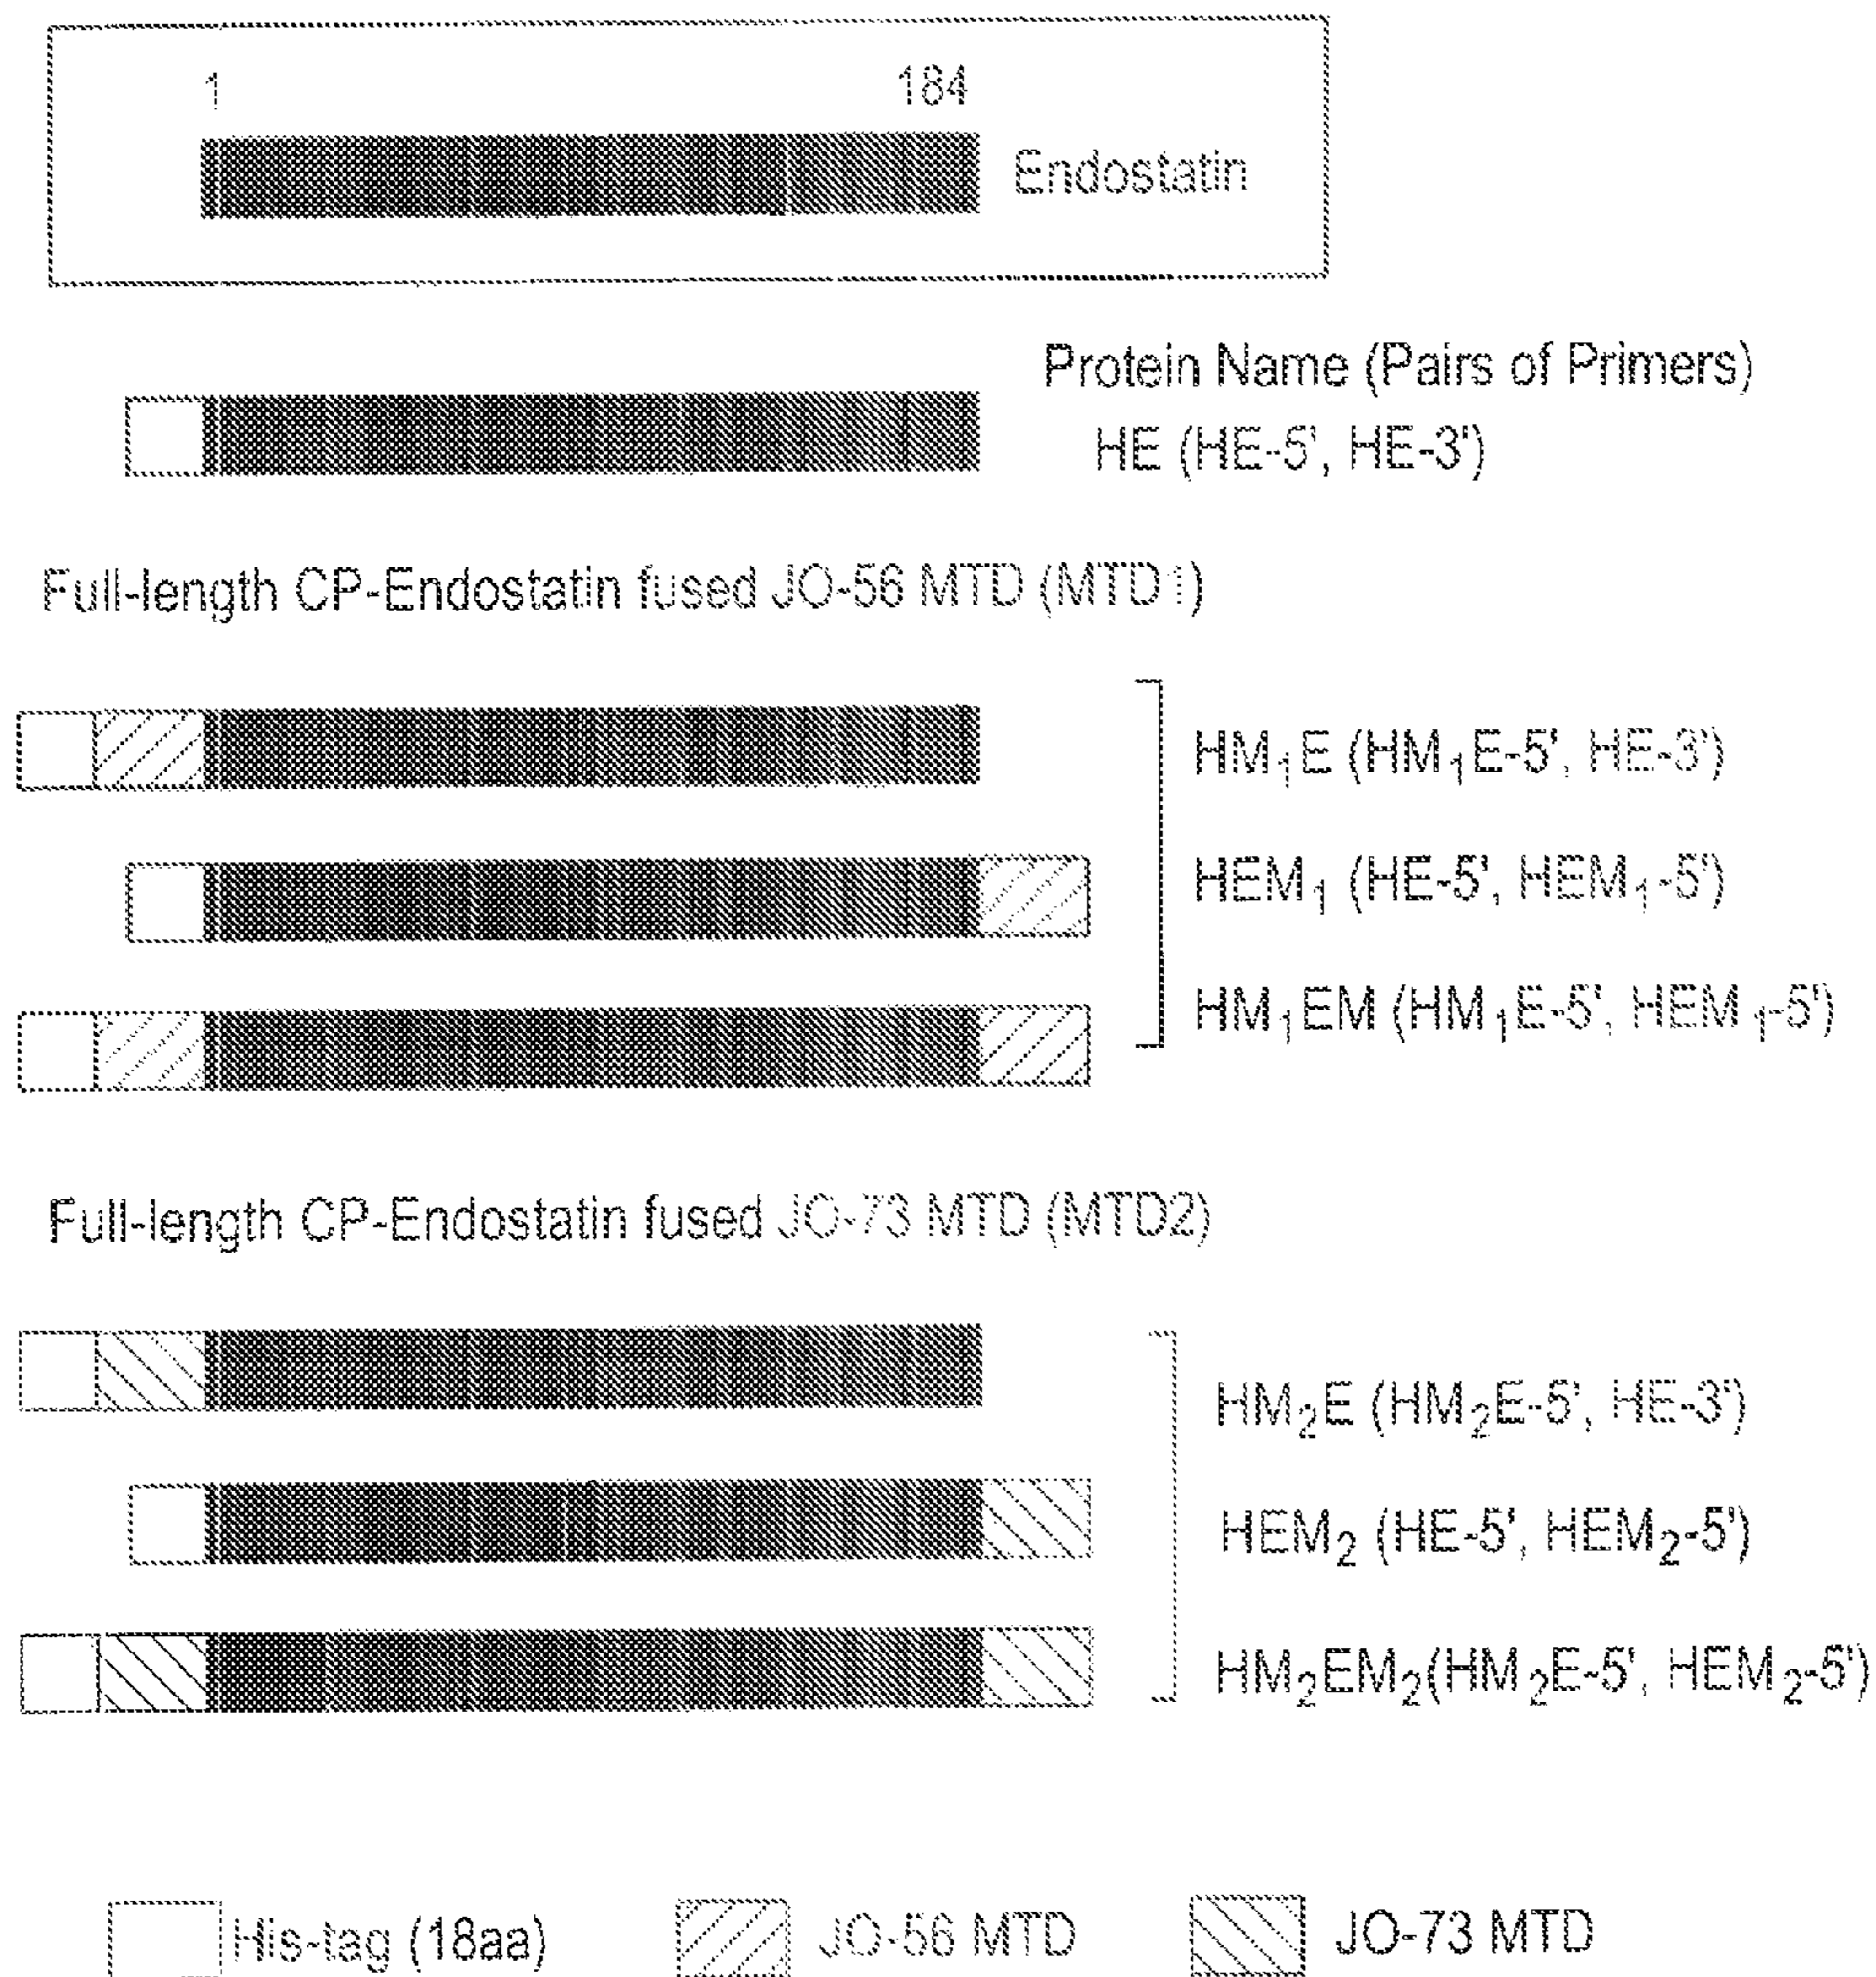 1 184
Endostatin
Protein Name (Pairs of Primers)
HE (HE-5', HE-3')
Full-length CP-Endostatin fused JO-56 MTD (MTD1)
HM₁E (HM₁E-5', HE-3')
HEM₁ (HE-5', HEM₁-5')
HM₁EM (HM₁E-5', HEM₁-5')
Full-length CP-Endostatin fused JO-73 MTD (MTD2)
HM₂E (HM₂E-5', HE-3')
HEM₂ (HE-5', HEM₂-5')
HM₂EM₂(HM₂E-5', HEM₂-5')
His-tag (18aa) JO-56 MTD JO-73 MTD